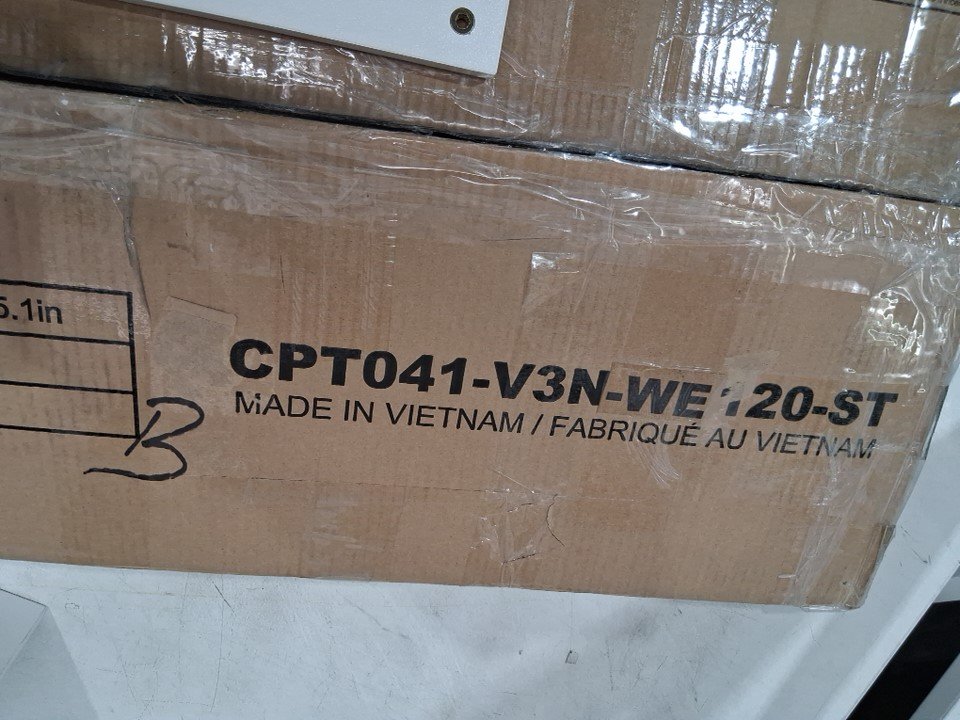 5.1in
CPT041-V3N-WE120-ST
MADE IN VIETNAM / FABRIQUÉ AU VIETNAM
B